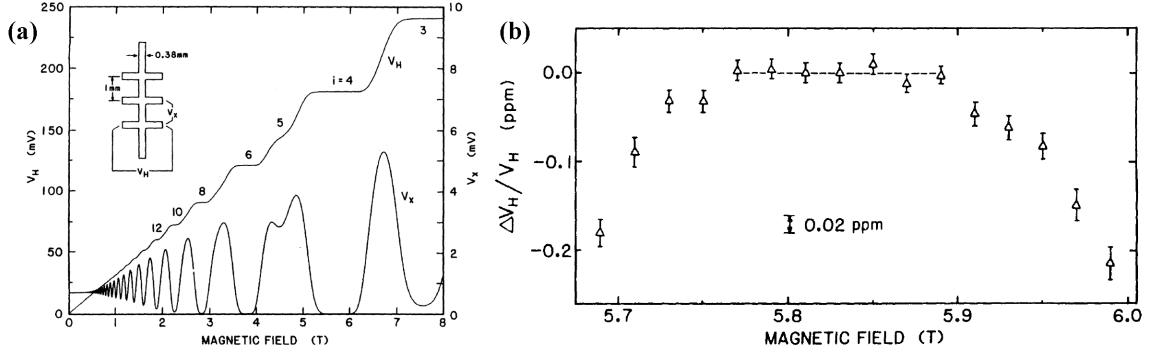 (a)
V_H (mV)
250
200
150
100
50
0
0.38mm
1mm
V_X
V_H
12
10
8
6
5
i=4
3
V_H
V_X
10
8
6
4
2
0
V_X (mV)
0 1 2 3 4 5 6 7 8
MAGNETIC FIELD (T)
(b)
ΔV_H/V_H (ppm)
0.0
-0.1
-0.2
0.02 ppm
5.7 5.8 5.9 6.0
MAGNETIC FIELD (T)